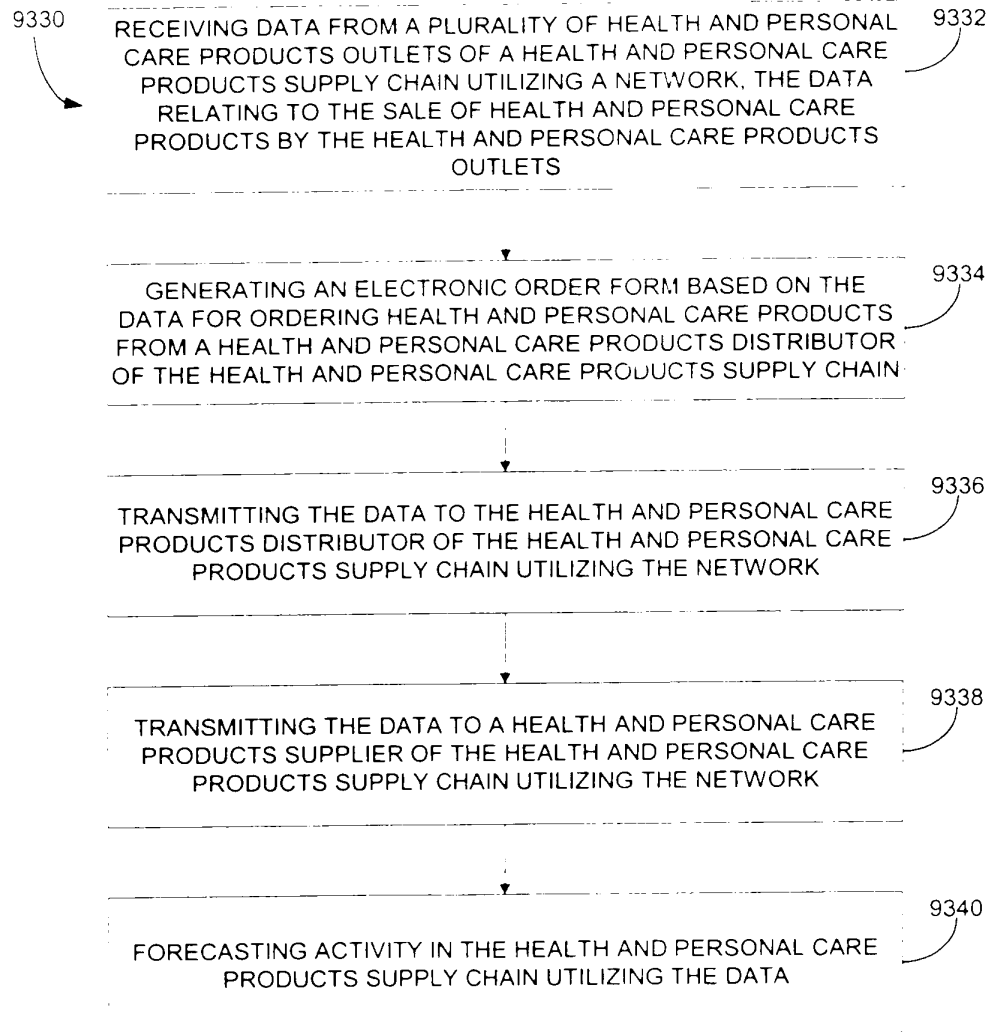 9330
RECEIVING DATA FROM A PLURALITY OF HEALTH AND PERSONAL
CARE PRODUCTS OUTLETS OF A HEALTH AND PERSONAL CARE
PRODUCTS SUPPLY CHAIN UTILIZING A NETWORK, THE DATA
RELATING TO THE SALE OF HEALTH AND PERSONAL CARE
PRODUCTS BY THE HEALTH AND PERSONAL CARE PRODUCTS
OUTLETS
9332
GENERATING AN ELECTRONIC ORDER FORM BASED ON THE
DATA FOR ORDERING HEALTH AND PERSONAL CARE PRODUCTS
FROM A HEALTH AND PERSONAL CARE PRODUCTS DISTRIBUTOR
OF THE HEALTH AND PERSONAL CARE PRODUCTS SUPPLY CHAIN
9334
TRANSMITTING THE DATA TO THE HEALTH AND PERSONAL CARE
PRODUCTS DISTRIBUTOR OF THE HEALTH AND PERSONAL CARE
PRODUCTS SUPPLY CHAIN UTILIZING THE NETWORK
9336
TRANSMITTING THE DATA TO A HEALTH AND PERSONAL CARE
PRODUCTS SUPPLIER OF THE HEALTH AND PERSONAL CARE
PRODUCTS SUPPLY CHAIN UTILIZING THE NETWORK
9338
FORECASTING ACTIVITY IN THE HEALTH AND PERSONAL CARE
PRODUCTS SUPPLY CHAIN UTILIZING THE DATA
9340